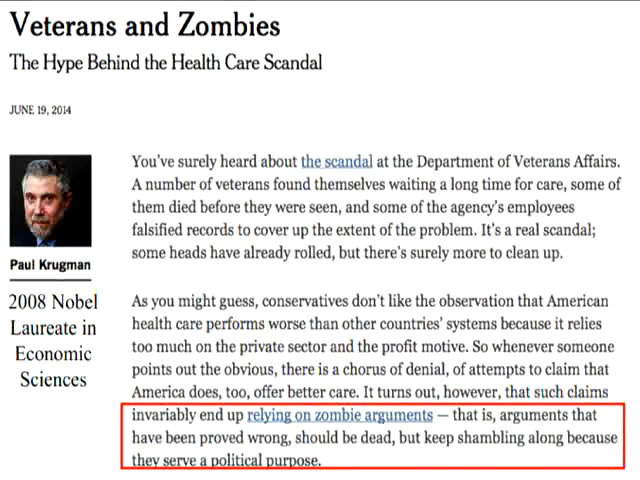 Veterans and Zombies
The Hype Behind the Health Care Scandal
JUNE 19, 2014
Paul Krugman
2008 Nobel
Laureate in
Economic
Sciences
You've surely heard about the scandal at the Department of Veterans Affairs.
A number of veterans found themselves waiting a long time for care, some of
them died before they were seen, and some of the agency's employees
falsified records to cover up the extent of the problem. It's a real scandal;
some heads have already rolled, but there's surely more to clean up.
As you might guess, conservatives don't like the observation that American
health care performs worse than other countries' systems because it relies
too much on the private sector and the profit motive. So whenever someone
points out the obvious, there is a chorus of denial, of attempts to claim that
America does, too, offer better care. It turns out, however, that such claims
invariably end up relying on zombie arguments — that is, arguments that
have been proved wrong, should be dead, but keep shambling along because
they serve a political purpose.